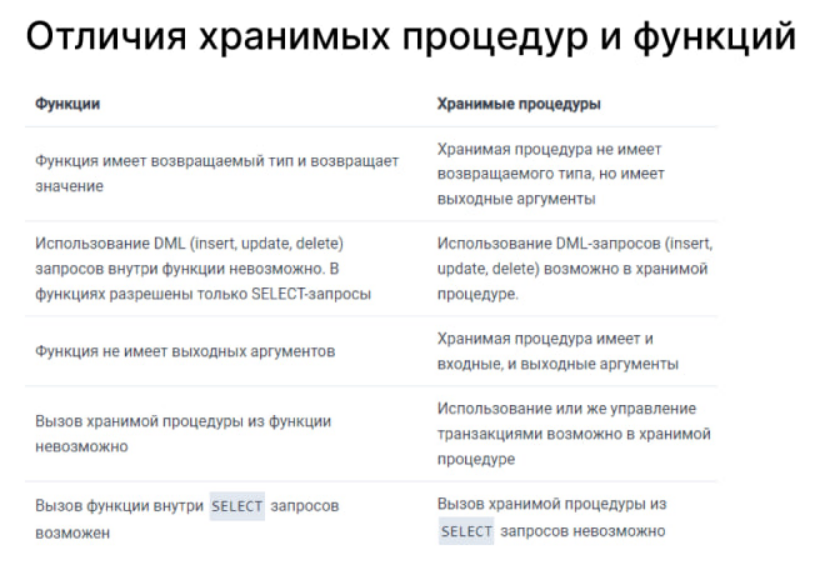 Отличия хранимых процедур и функций
Функции
Хранимые процедуры
Функция имеет возвращаемый тип и возвращает
значение
Хранимая процедура не имеет
возвращаемого типа, но имеет
выходные аргументы
Использование DML (insert, update, delete)
запросов внутри функции невозможно. В
функциях разрешены только SELECT-запросы
Использование DML-запросов (insert,
update, delete) возможно в хранимой
процедуре.
Функция не имеет выходных аргументов
Хранимая процедура имеет и
входные, и выходные аргументы
Вызов хранимой процедуры из функции
невозможно
Использование или же управление
транзакциями возможно в хранимой
процедуре
Вызов функции внутри SELECT запросов
возможен
Вызов хранимой процедуры из
SELECT запросов невозможно